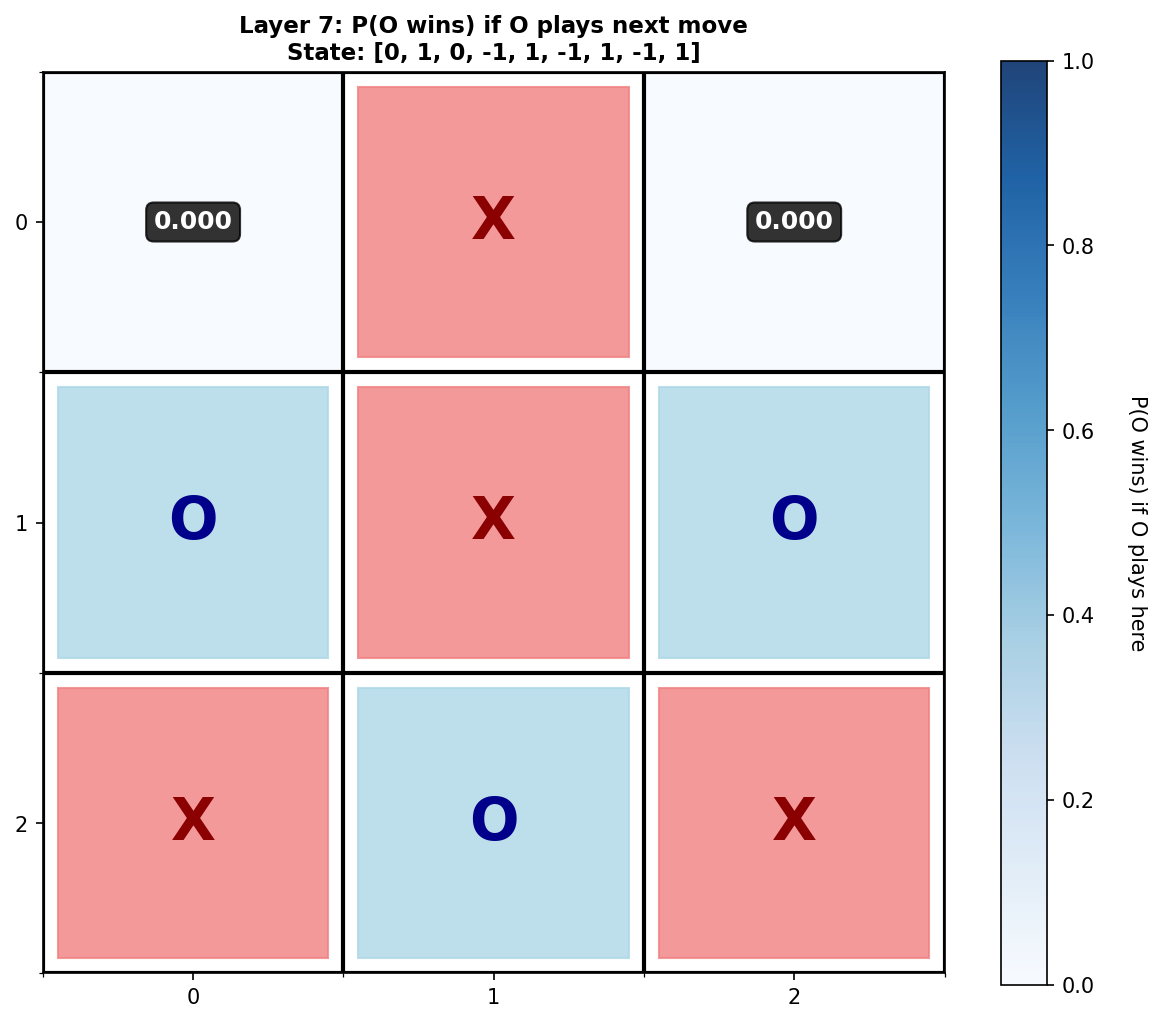 Layer 7: P(O wins) if O plays next move
State: [0, 1, 0, -1, 1, -1, 1, -1, 1]
0
0.000
X
0.000
1
O
X
O
2
X
O
X
0
1
2
1.0
0.8
0.6
0.4
0.2
0.0
P(O wins) if O plays here